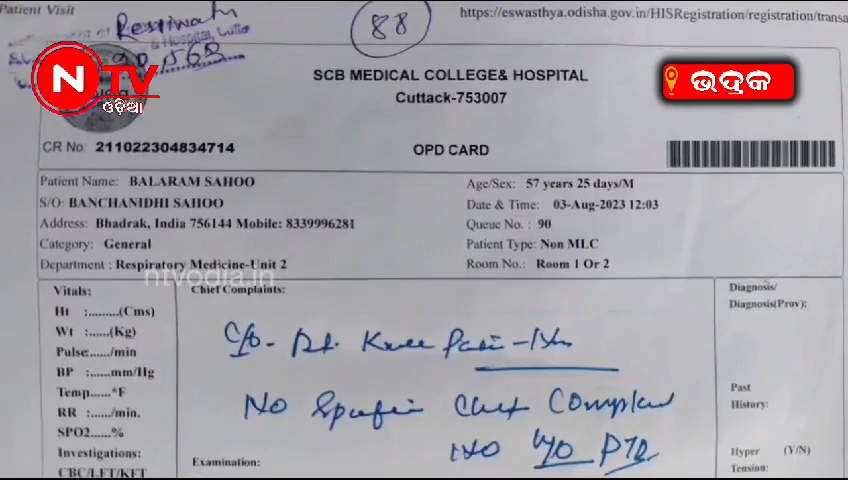 Patient Visit
https://eswasthya.odisha.gov.in/HISRegistration/registration/transa
88
NTV
ଓଡ଼ିଆ
ଭଦ୍ରକ
SCB MEDICAL COLLEGE& HOSPITAL
Cuttack-753007
CR No: 211022304834714
OPD CARD
Patient Name: BALARAM SAHOO
Age/Sex: 57 years 25 days/M
S/O: BANCHANIDHI SAHOO
Date & Time: 03-Aug-2023 12:03
Address: Bhadrak, India 756144 Mobile: 8339996281
Queue No. : 90
Category: General
Patient Type: Non MLC
Department : Respiratory Medicine-Unit 2
Room No.: Room 1 Or 2
ntvodia.in
Vitals:
Chief Complaints:
Diagnosis/
Diagnosis(Prov):
Ht :.........(Cms)
Wt :......(Kg)
Pulse....../min
BP :......mm/Hg
Temp......°F
RR :....../min.
SPO2......%
Investigations:
CBC/LFT/KFT
C/o - Rt. Knee Pain -
No Specific Chest Complain
No H/o PTB
Past
History:
Examination:
Hyper (Y/N)
Tension: